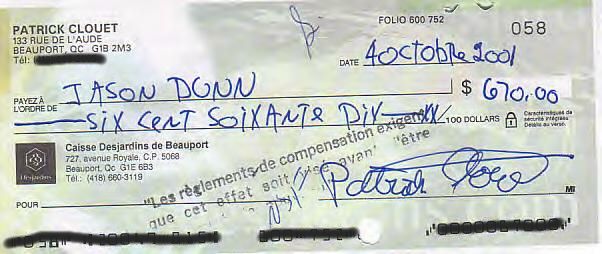 PATRICK CLOUET
133 RUE DE L'AUDE
BEAUPORT, QC G1B 2M3
Tél:
FOLIO 600 752
058
DATE 4 octobre 2001
PAYEZ À L'ORDRE DE JASON DUNN $ 670.00
SIX CENT SOIXANTE DIX XX/100 DOLLARS
Caractéristiques de sécurité intégrées. Détails au verso.
Caisse Desjardins de Beauport
727, avenue Royale, C.P. 5068
Beauport, Qc G1E 6B3
Tél.: (418) 660-3119
Desjardins
"Les règlements de compensation exigent
que cet effet soit avant être
POUR
MI